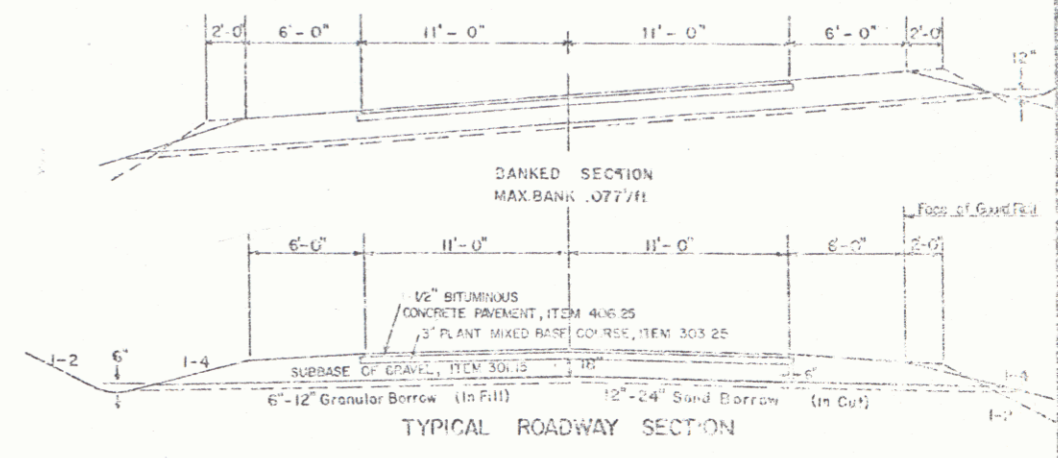 2'-0" 6'-0" 11'-0" 11'-0" 6'-0" 2'-0"
12"
BANKED SECTION
MAX. BANK .077'/ft
Face of Guard Rail
6'-0" 11'-0" 11'-0" 6'-0" 2'-0"
1/2" BITUMINOUS
CONCRETE PAVEMENT, ITEM 406.25
3" PLANT MIXED BASE COURSE, ITEM 303.25
1-2 6" 1-4
SUBBASE OF GRAVEL, ITEM 301.15 18"
1-4
6"-12" Granular Borrow (In Fill) 12"-24" Sand Borrow (In Cut)
1-2
TYPICAL ROADWAY SECTION